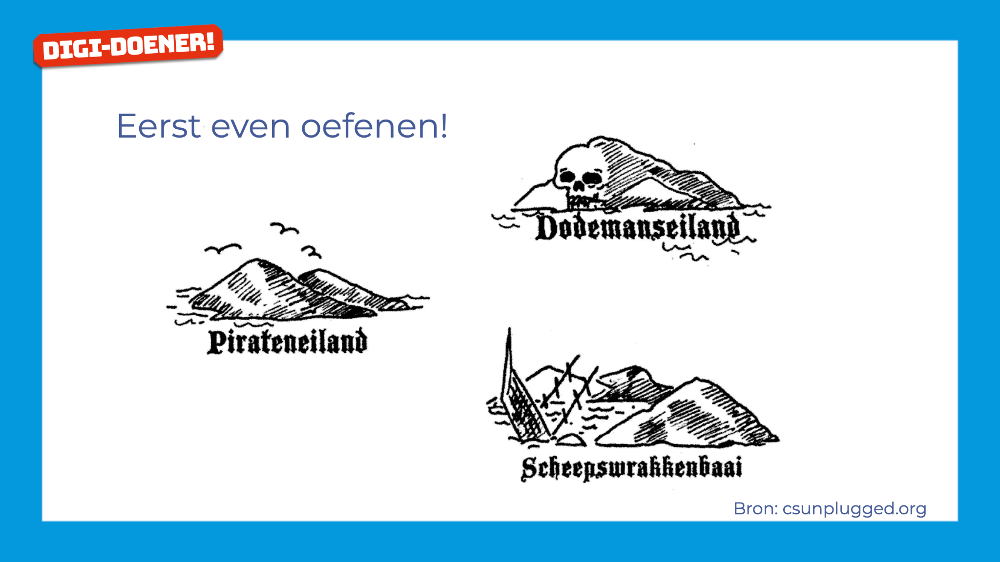 DIGI-DOENER!
Eerst even oefenen!
Dodemanseiland
Pirateneiland
Scheepswrakkenbaai
Bron: csunplugged.org